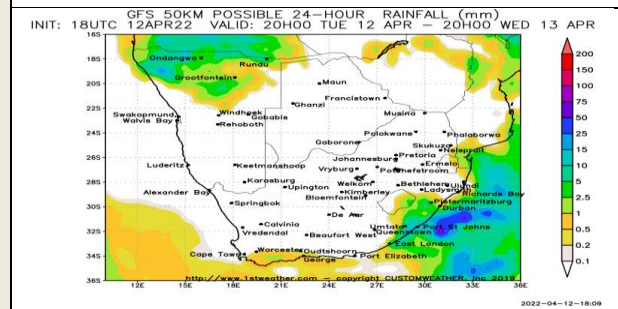 GFS 50KM POSSIBLE 24-HOUR RAINFALL (mm)
INIT: 18UTC 12APR22 VALID: 20H00 TUE 12 APR – 20H00 WED 13 APR
16S
Ondangwa
Rundu
18S
Grootfontein
20S
Maun
Francistown
Ghanzi
22S
Swakopmund
Windhoek
Gobabis
Musina
Walvis Bay
Rehoboth
24S
Polokwane
Phalaborwa
Gaborone
Skukuza
Nelspruit
26S
Pretoria
Johannesburg
Luderitz
Keetmanshoop
Vryburg
Potchefstroom
Ermelo
28S
Karasburg
Upington
Welkom
Bethlehem
Ulundi
Alexander Bay
Kimberley
Ladysmith
Richards Bay
Bloemfontein
Springbok
Pietermaritzburg
30S
Durban
De Aar
Calvinia
Umtata
Port St Johns
32S
Vredendal
Beaufort West
Queenstown
East London
Cape Town
Worcester
Oudtshoorn
34S
George
Port Elizabeth
http://www.1stweather.com – copyright CUSTOMWEATHER, Inc 2019
36S
12E 15E 18E 21E 24E 27E 30E 33E 36E
200
150
100
75
50
25
15
10
5
2.5
1
0.5
0.2
0.1
2022-04-12-18:09